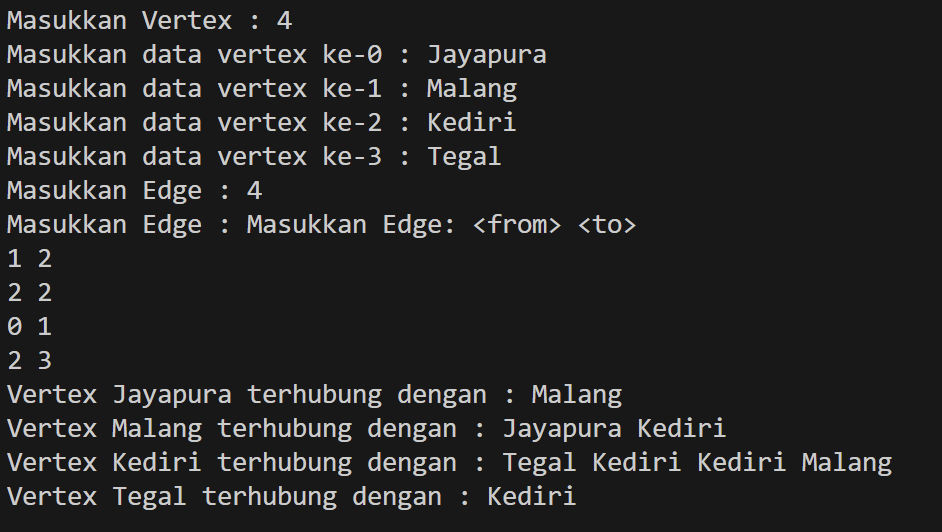 Masukkan Vertex : 4
Masukkan data vertex ke-0 : Jayapura
Masukkan data vertex ke-1 : Malang
Masukkan data vertex ke-2 : Kediri
Masukkan data vertex ke-3 : Tegal
Masukkan Edge : 4
Masukkan Edge : Masukkan Edge: <from> <to>
1 2
2 2
0 1
2 3
Vertex Jayapura terhubung dengan : Malang
Vertex Malang terhubung dengan : Jayapura Kediri
Vertex Kediri terhubung dengan : Tegal Kediri Kediri Malang
Vertex Tegal terhubung dengan : Kediri